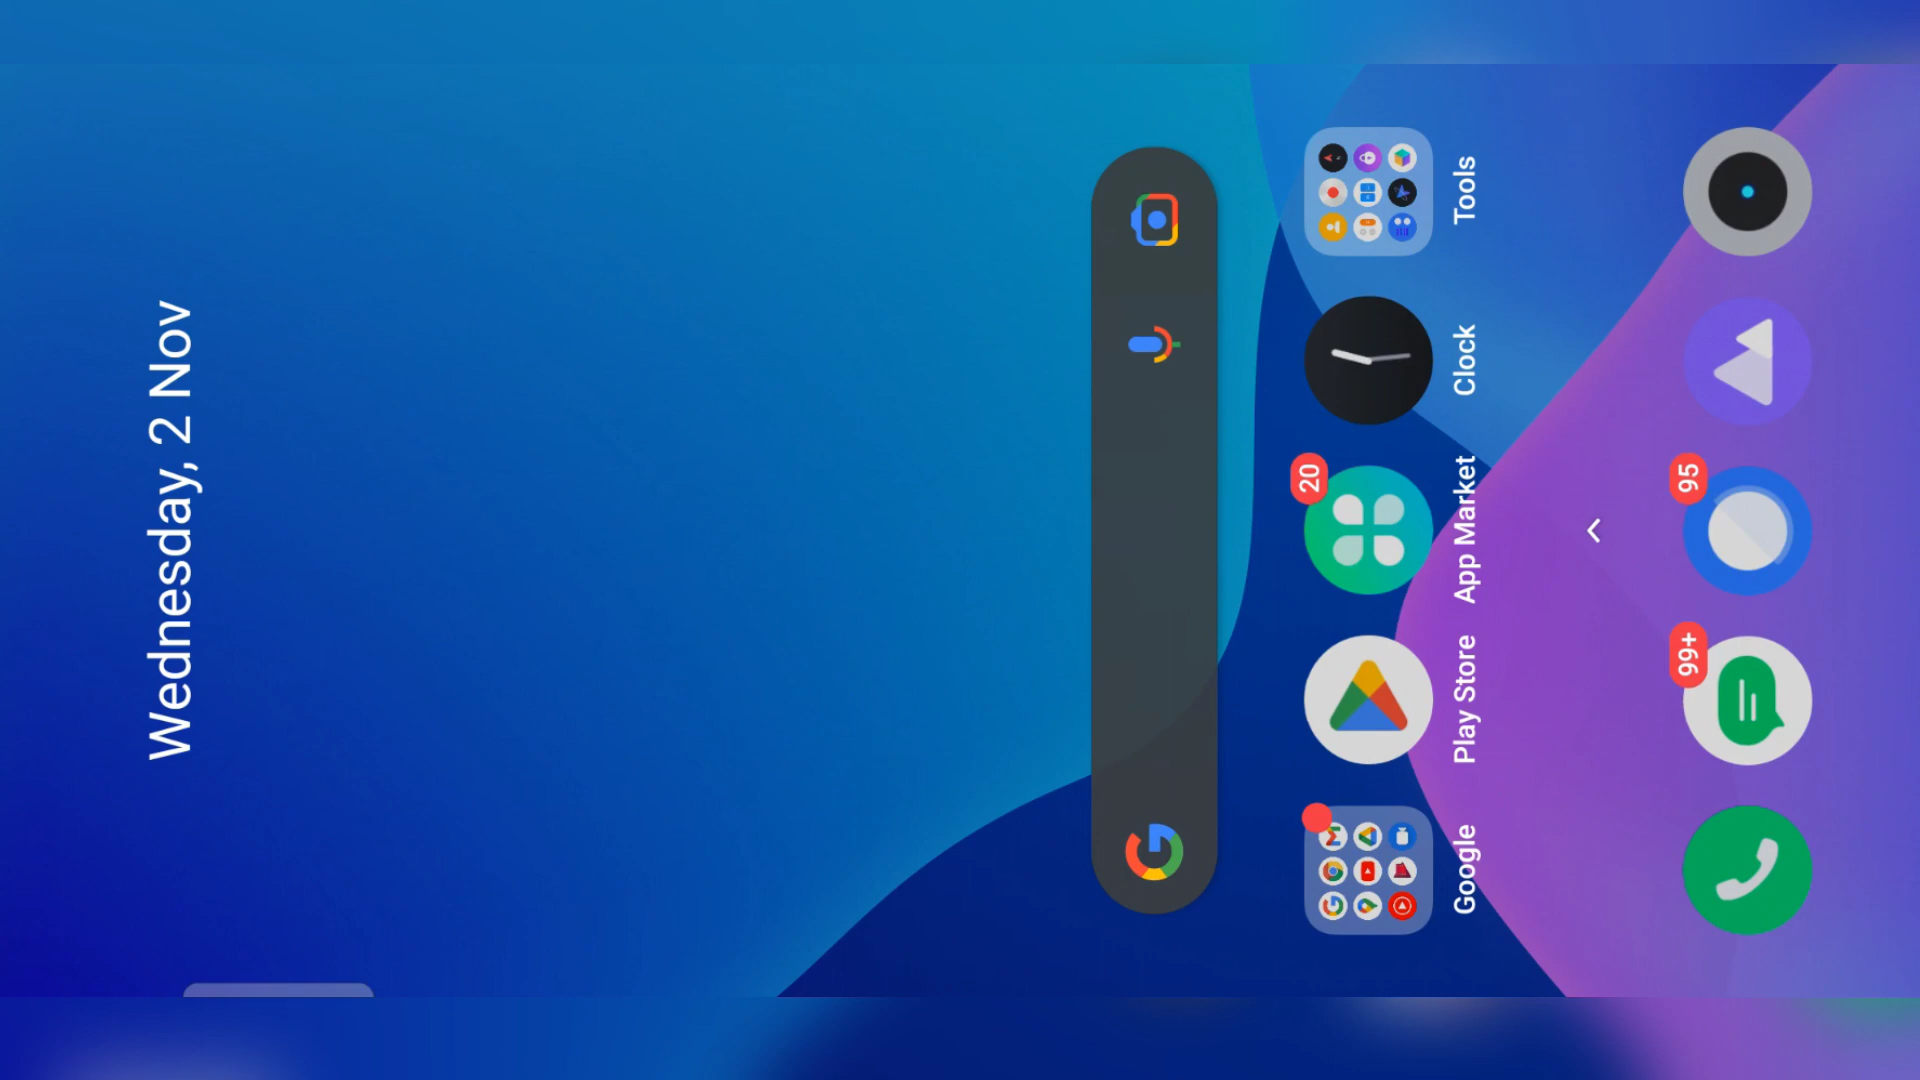 Wednesday, 2 Nov
Google
Play Store
20
App Market
Clock
Tools
99+
95